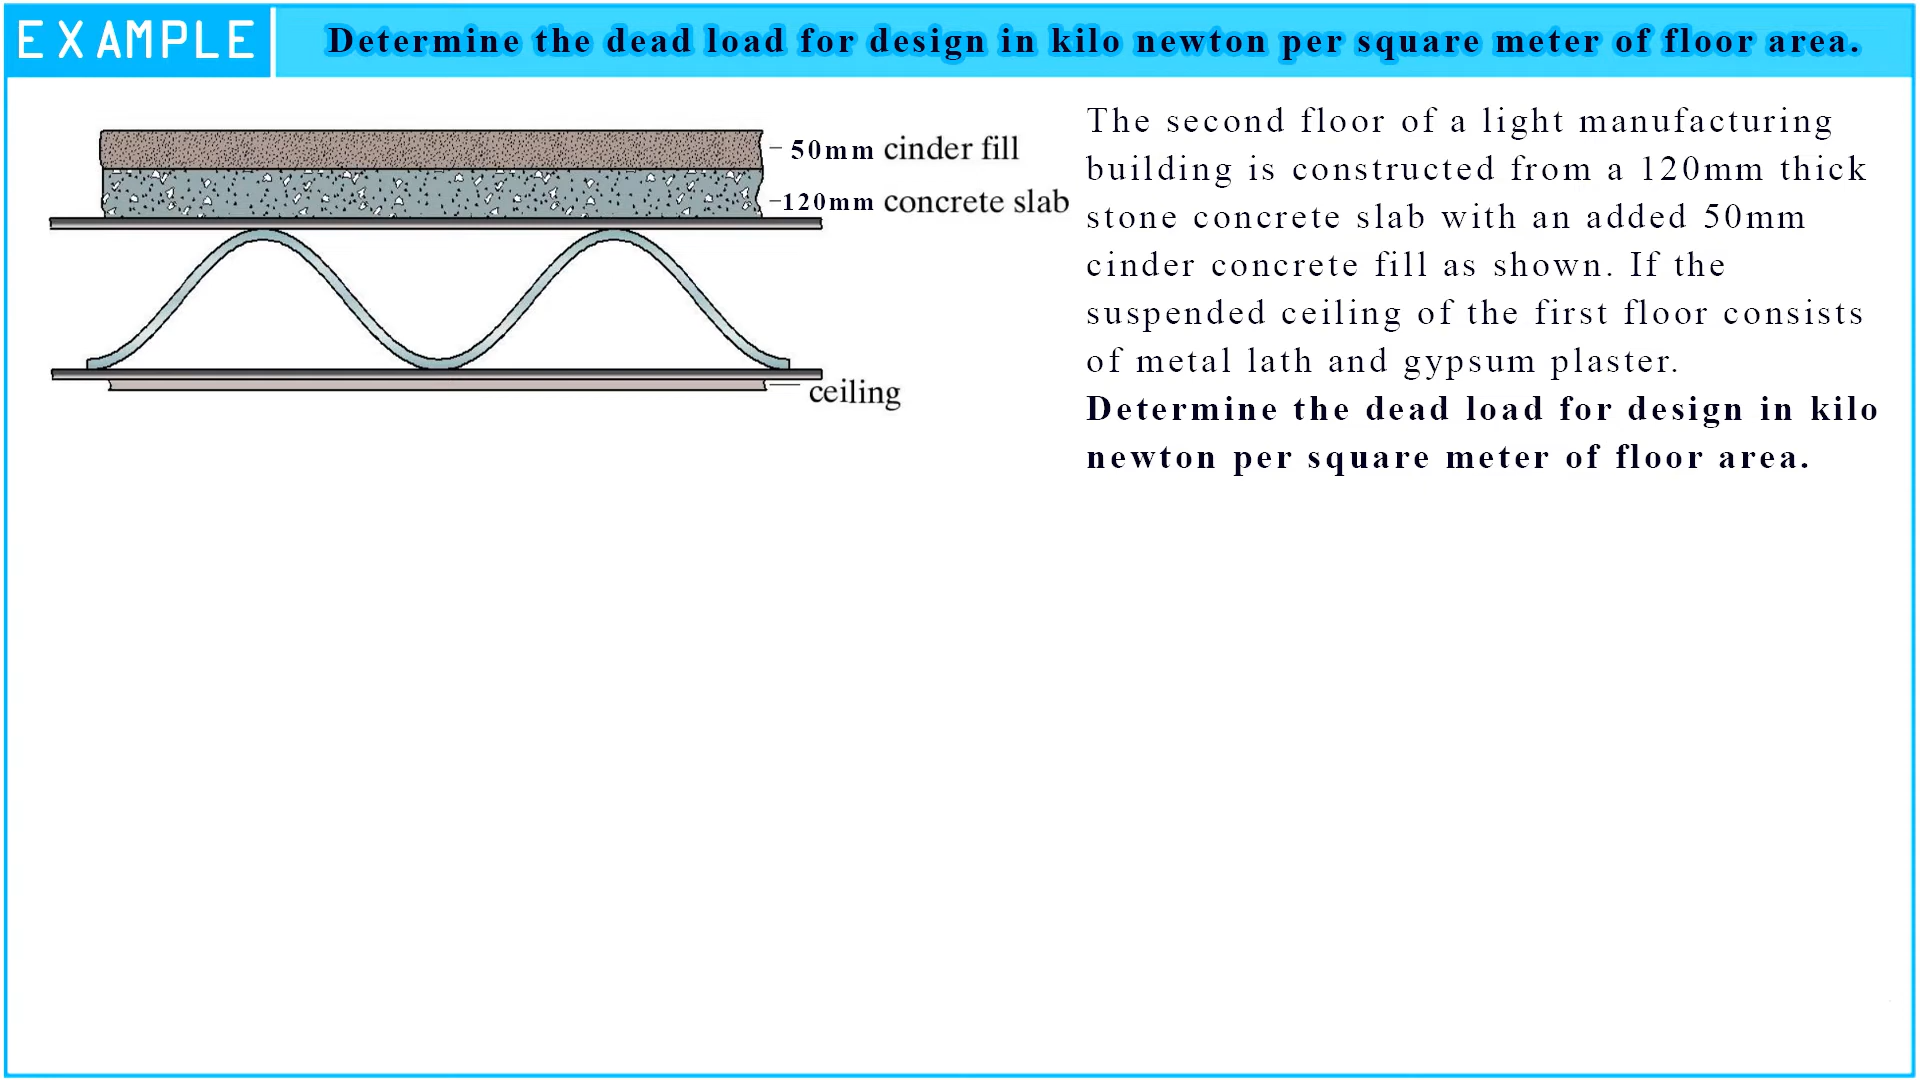 EXAMPLE
Determine the dead load for design in kilo newton per square meter of floor area.
50mm cinder fill
120mm concrete slab
ceiling
The second floor of a light manufacturing
building is constructed from a 120mm thick
stone concrete slab with an added 50mm
cinder concrete fill as shown. If the
suspended ceiling of the first floor consists
of metal lath and gypsum plaster.
Determine the dead load for design in kilo
newton per square meter of floor area.